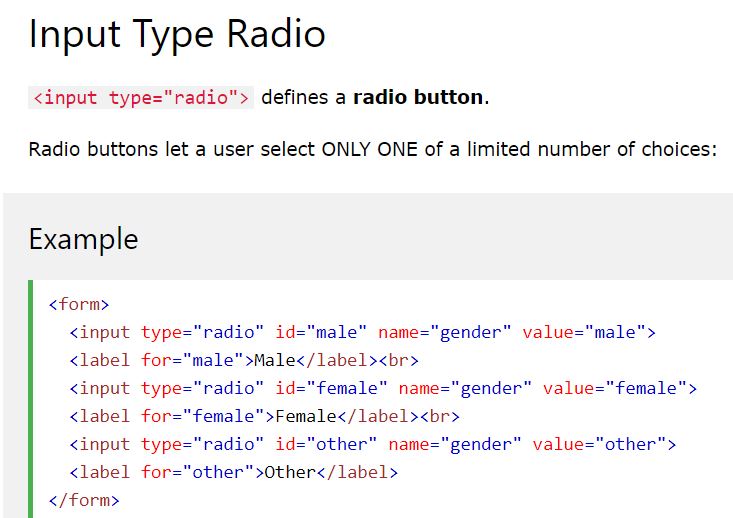 Input Type Radio
<input type="radio"> defines a radio button.
Radio buttons let a user select ONLY ONE of a limited number of choices:
Example
<form>
  <input type="radio" id="male" name="gender" value="male">
  <label for="male">Male</label><br>
  <input type="radio" id="female" name="gender" value="female">
  <label for="female">Female</label><br>
  <input type="radio" id="other" name="gender" value="other">
  <label for="other">Other</label>
</form>